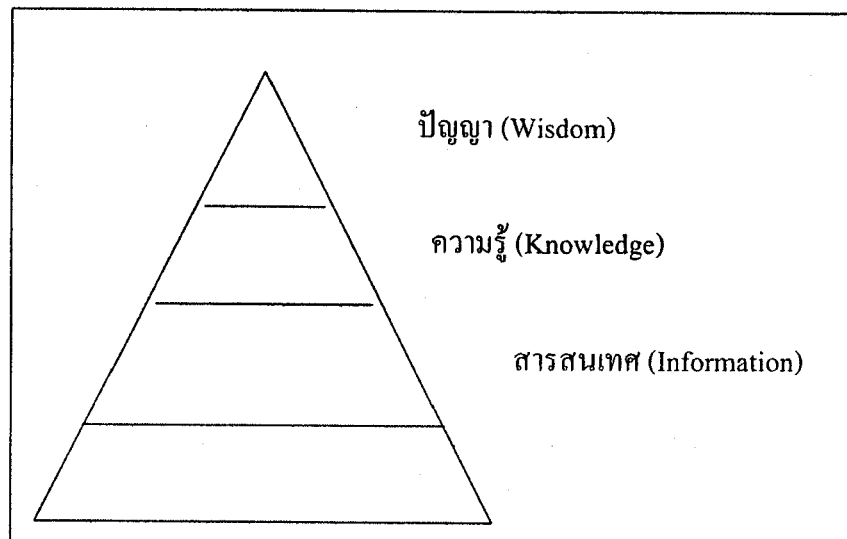 ปัญญา (Wisdom)
ความรู้ (Knowledge)
สารสนเทศ (Information)